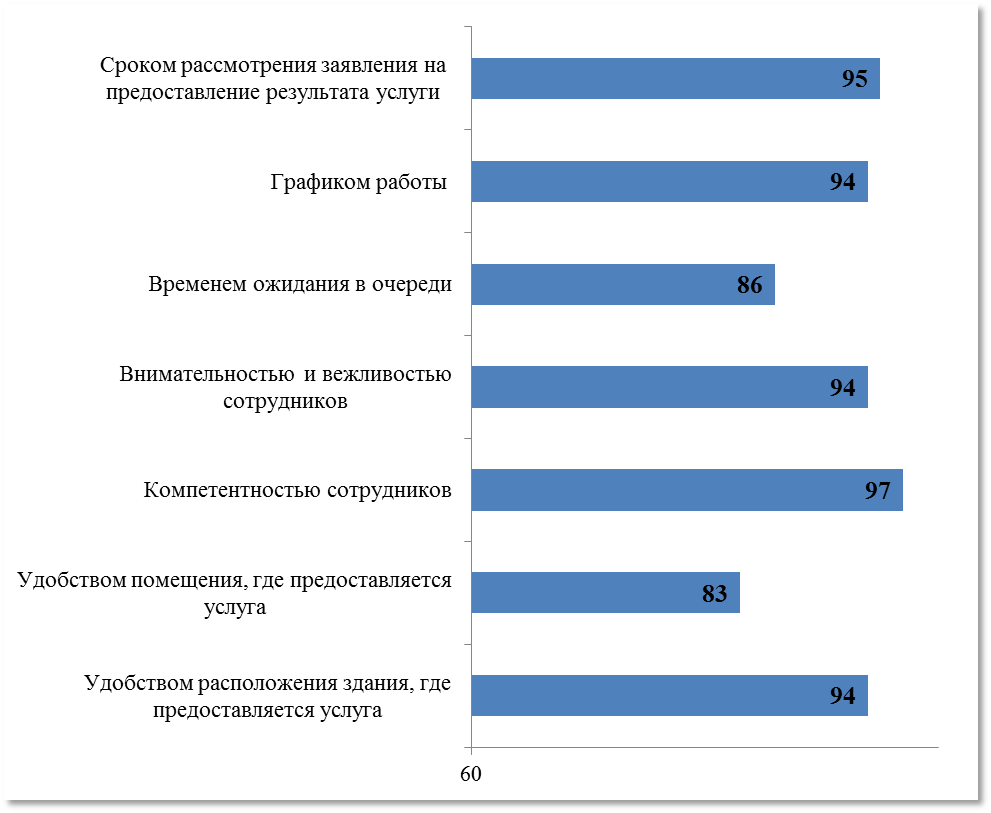 Сроком рассмотрения заявления на
предоставление результата услуги
95
Графиком работы
94
Временем ожидания в очереди
86
Внимательностью и вежливостью
сотрудников
94
Компетентностью сотрудников
97
Удобством помещения, где предоставляется
услуга
83
Удобством расположения здания, где
предоставляется услуга
94
60